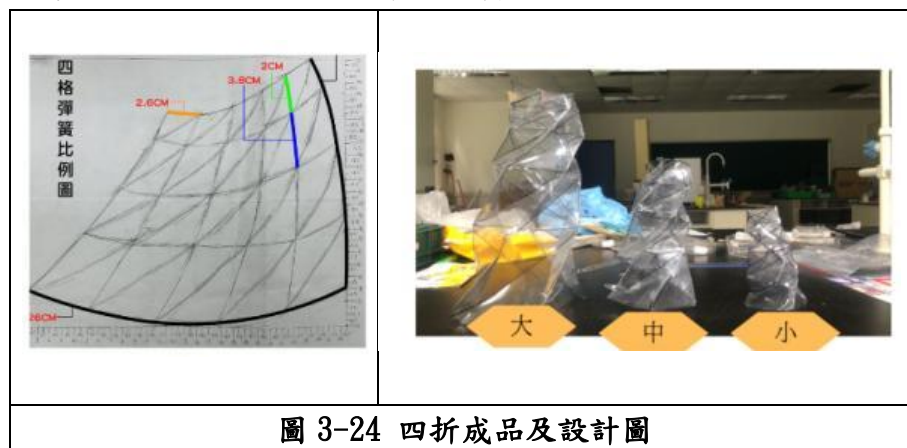 四格彈簧比例圖
2CM
3.8CM
2.6CM
26CM
大
中
小
圖 3-24 四折成品及設計圖